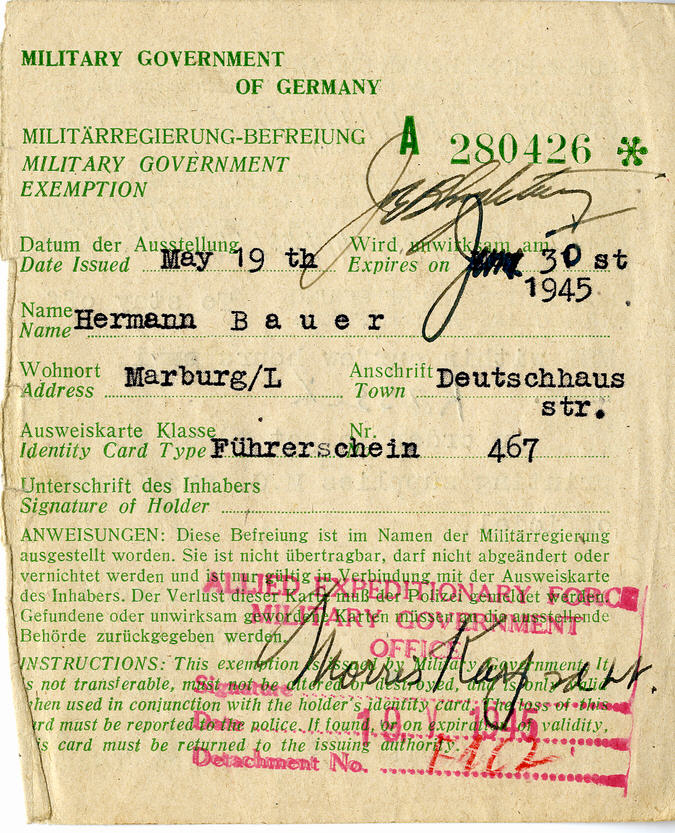 MILITARY GOVERNMENT
OF GERMANY
MILITÄRREGIERUNG-BEFREIUNG
MILITARY GOVERNMENT
EXEMPTION
A 280426 *
Datum der Ausstellung
Date Issued May 19 th
Wird unwirksam am
Expires on June 30 st
1945
Name
Name Hermann Bauer
Wohnort
Address Marburg/L
Anschrift
Town Deutschhaus
str.
Ausweiskarte Klasse
Identity Card Type Führerschein
Nr.
467
Unterschrift des Inhabers
Signature of Holder
ANWEISUNGEN: Diese Befreiung ist im Namen der Militärregierung
ausgestellt worden. Sie ist nicht übertragbar, darf nicht abgeändert oder
vernichtet werden und ist nur gültig in Verbindung mit der Ausweiskarte
des Inhabers. Der Verlust dieser Karte muß der Polizei gemeldet werden.
Gefundene oder unwirksam gewordene Karten müssen an die ausstellende
Behörde zurückgegeben werden.
INSTRUCTIONS: This exemption is issued by Military Government. It
s not transferable, must not be altered or destroyed, and is only valid
hen used in conjunction with the holder's identity card. The loss of this
rd must be reported to the police. If found, or on expiration of validity,
is card must be returned to the issuing authority.
ALLIED EXPEDITIONARY FORCE
MILITARY GOVERNMENT
OFFICE
Signature Morris
Date 1945
Detachment No.